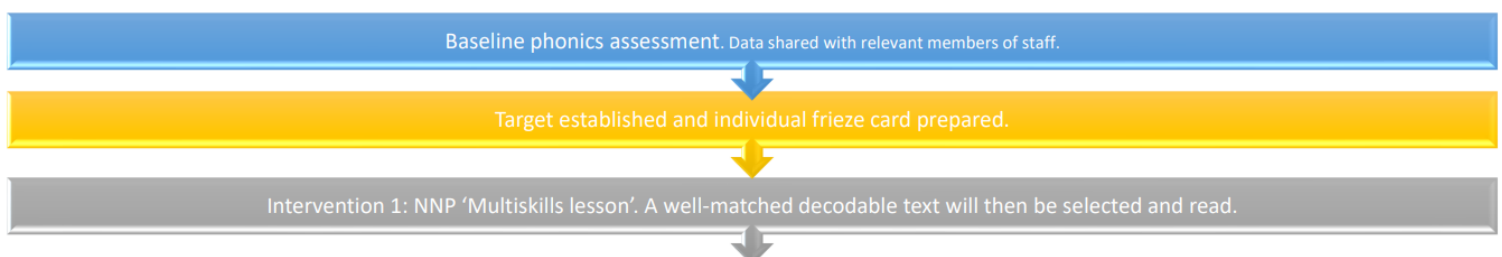 Baseline phonics assessment. Data shared with relevant members of staff.
Target established and individual frieze card prepared.
Intervention 1: NNP ‘Multiskills lesson’. A well-matched decodable text will then be selected and read.